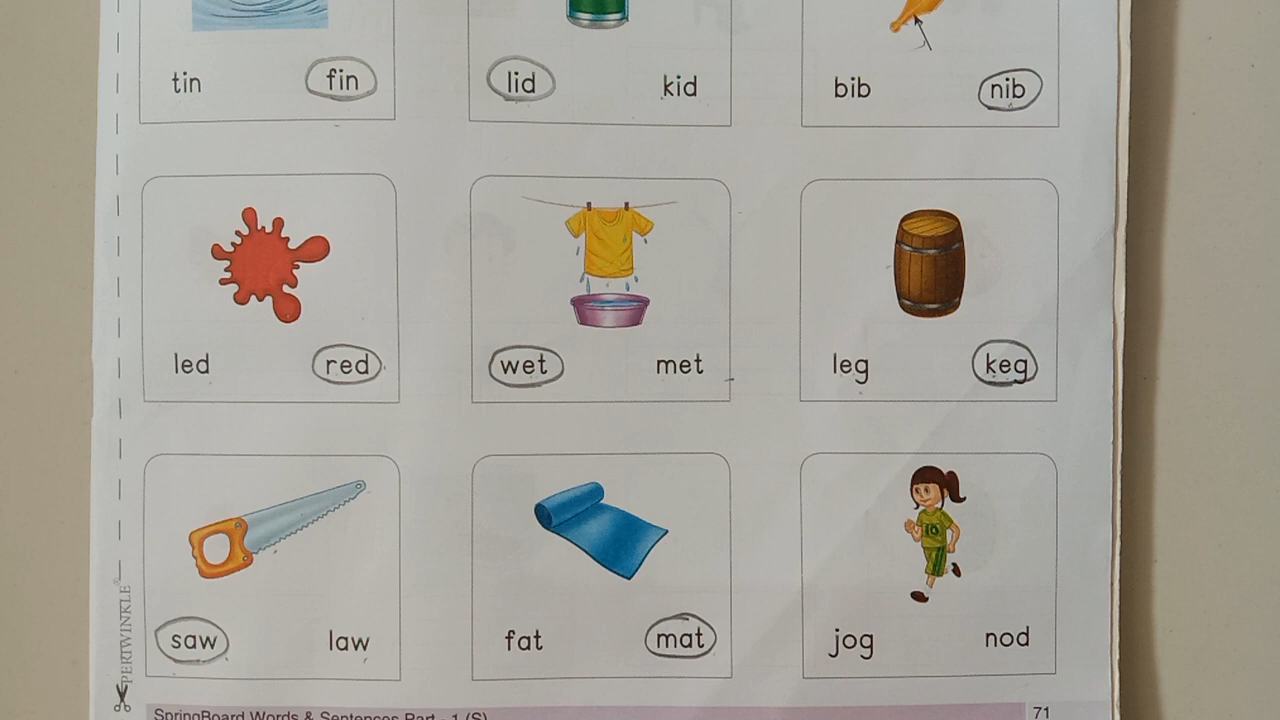 tin fin
lid kid
bib nib
led red
wet met
leg keg
saw law
fat mat
10
jog nod
PERIWINKLE
SpringBoard Words & Sentences Part - 1 (S)
71